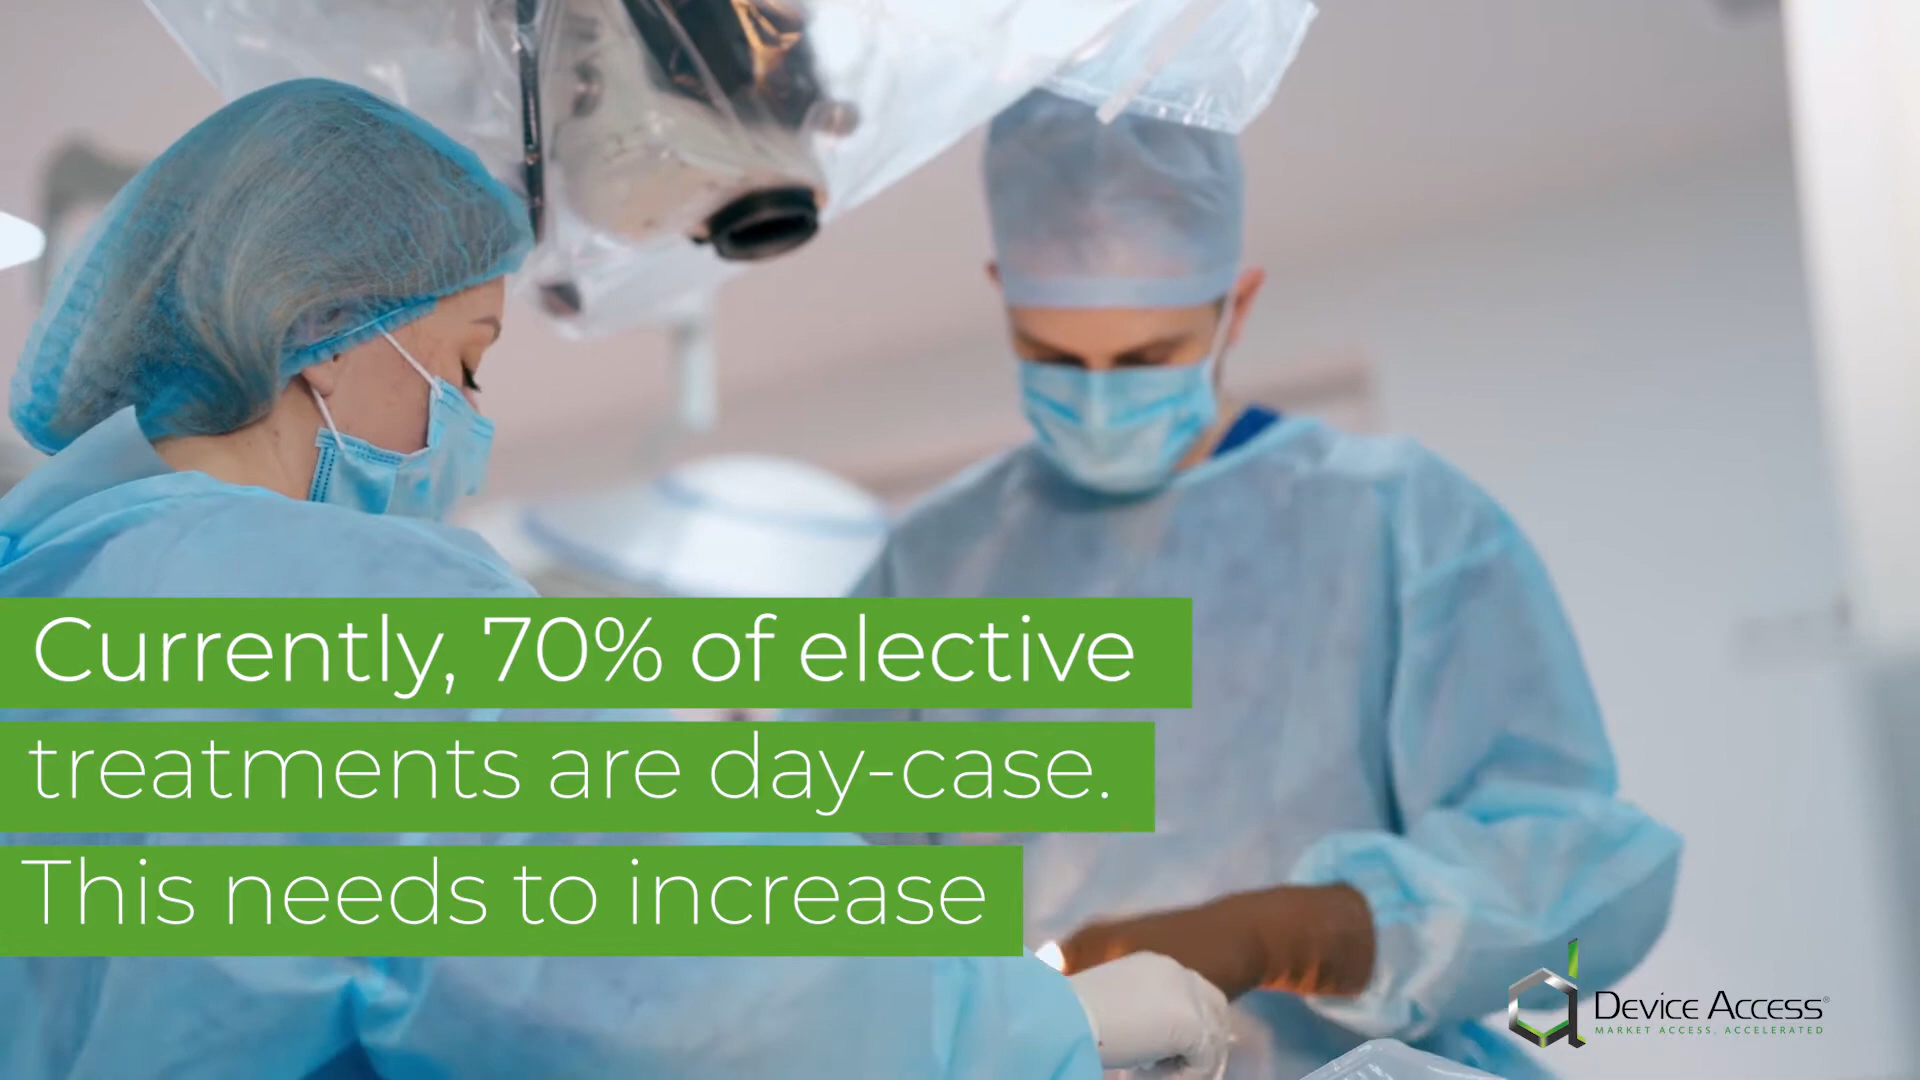 Currently, 70% of elective
treatments are day-case.
This needs to increase
DEVICE ACCESS®
MARKET ACCESS. ACCELERATED